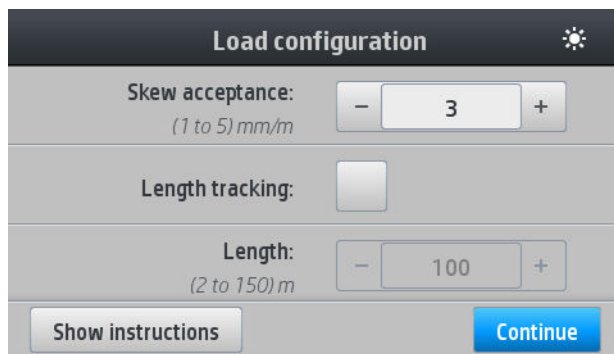 Load configuration
Skew acceptance: − 3 +
(1 to 5) mm/m
Length tracking:
Length: − 100 +
(2 to 150) m
Show instructions Continue